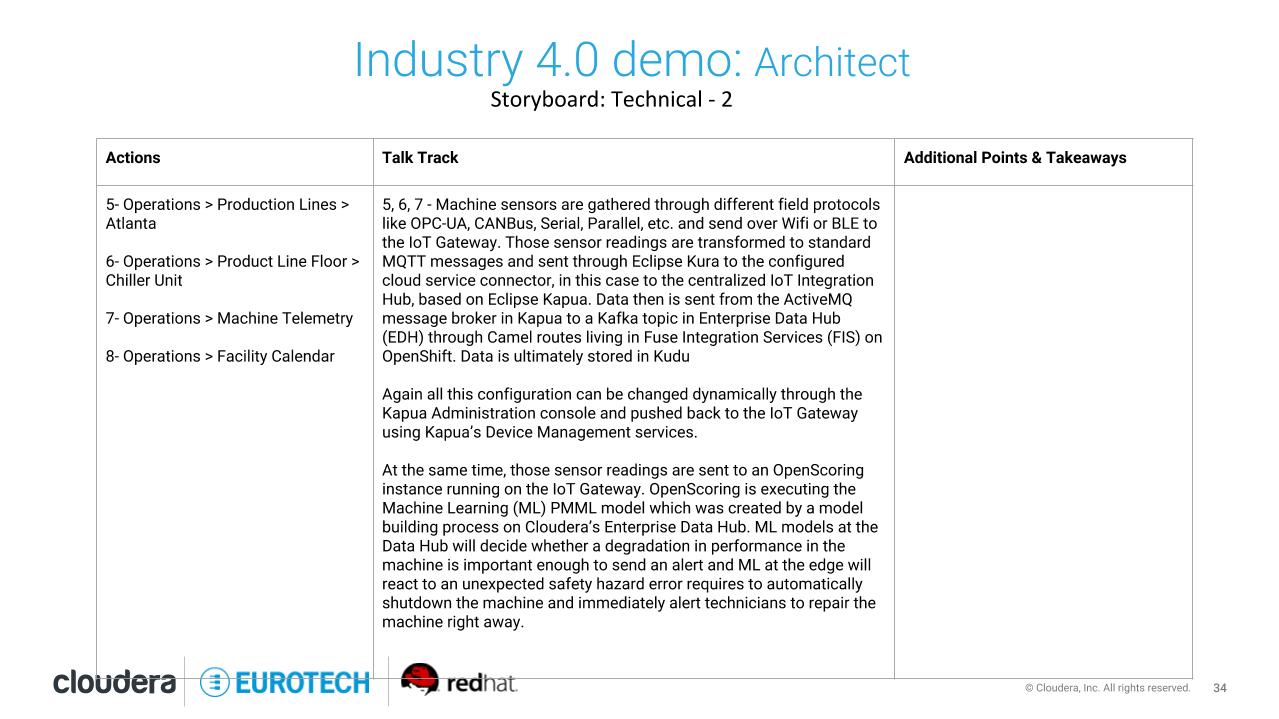 Industry 4.0 demo: Architect
Storyboard: Technical - 2
Actions
Talk Track
Additional Points & Takeaways
5- Operations > Production Lines >
Atlanta
6- Operations > Product Line Floor >
Chiller Unit
7- Operations > Machine Telemetry
8- Operations > Facility Calendar
5, 6, 7 - Machine sensors are gathered through different field protocols
like OPC-UA, CANBus, Serial, Parallel, etc. and send over Wifi or BLE to
the IoT Gateway. Those sensor readings are transformed to standard
MQTT messages and sent through Eclipse Kura to the configured
cloud service connector, in this case to the centralized IoT Integration
Hub, based on Eclipse Kapua. Data then is sent from the ActiveMQ
message broker in Kapua to a Kafka topic in Enterprise Data Hub
(EDH) through Camel routes living in Fuse Integration Services (FIS) on
OpenShift. Data is ultimately stored in Kudu
Again all this configuration can be changed dynamically through the
Kapua Administration console and pushed back to the IoT Gateway
using Kapua’s Device Management services.
At the same time, those sensor readings are sent to an OpenScoring
instance running on the IoT Gateway. OpenScoring is executing the
Machine Learning (ML) PMML model which was created by a model
building process on Cloudera’s Enterprise Data Hub. ML models at the
Data Hub will decide whether a degradation in performance in the
machine is important enough to send an alert and ML at the edge will
react to an unexpected safety hazard error requires to automatically
shutdown the machine and immediately alert technicians to repair the
machine right away.
cloudera
EUROTECH
redhat.
© Cloudera, Inc. All rights reserved.
34